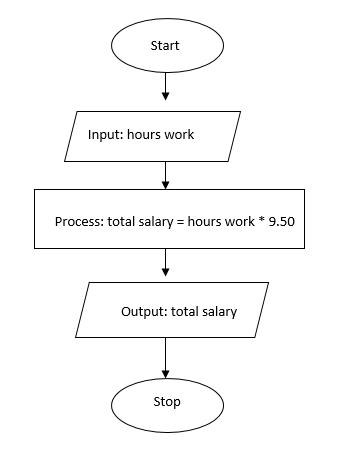 Start
Input: hours work
Process: total salary = hours work * 9.50
Output: total salary
Stop